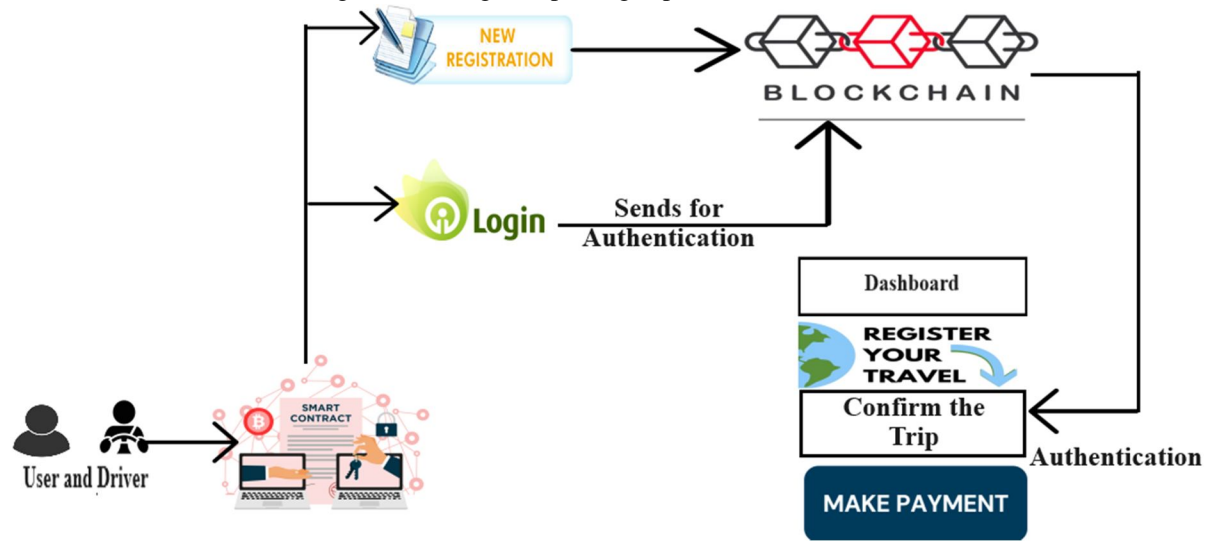 NEW
REGISTRATION
BLOCKCHAIN
Login
Sends for
Authentication
Dashboard
REGISTER
YOUR
TRAVEL
Confirm the
Trip
Authentication
MAKE PAYMENT
SMART
CONTRACT
User and Driver